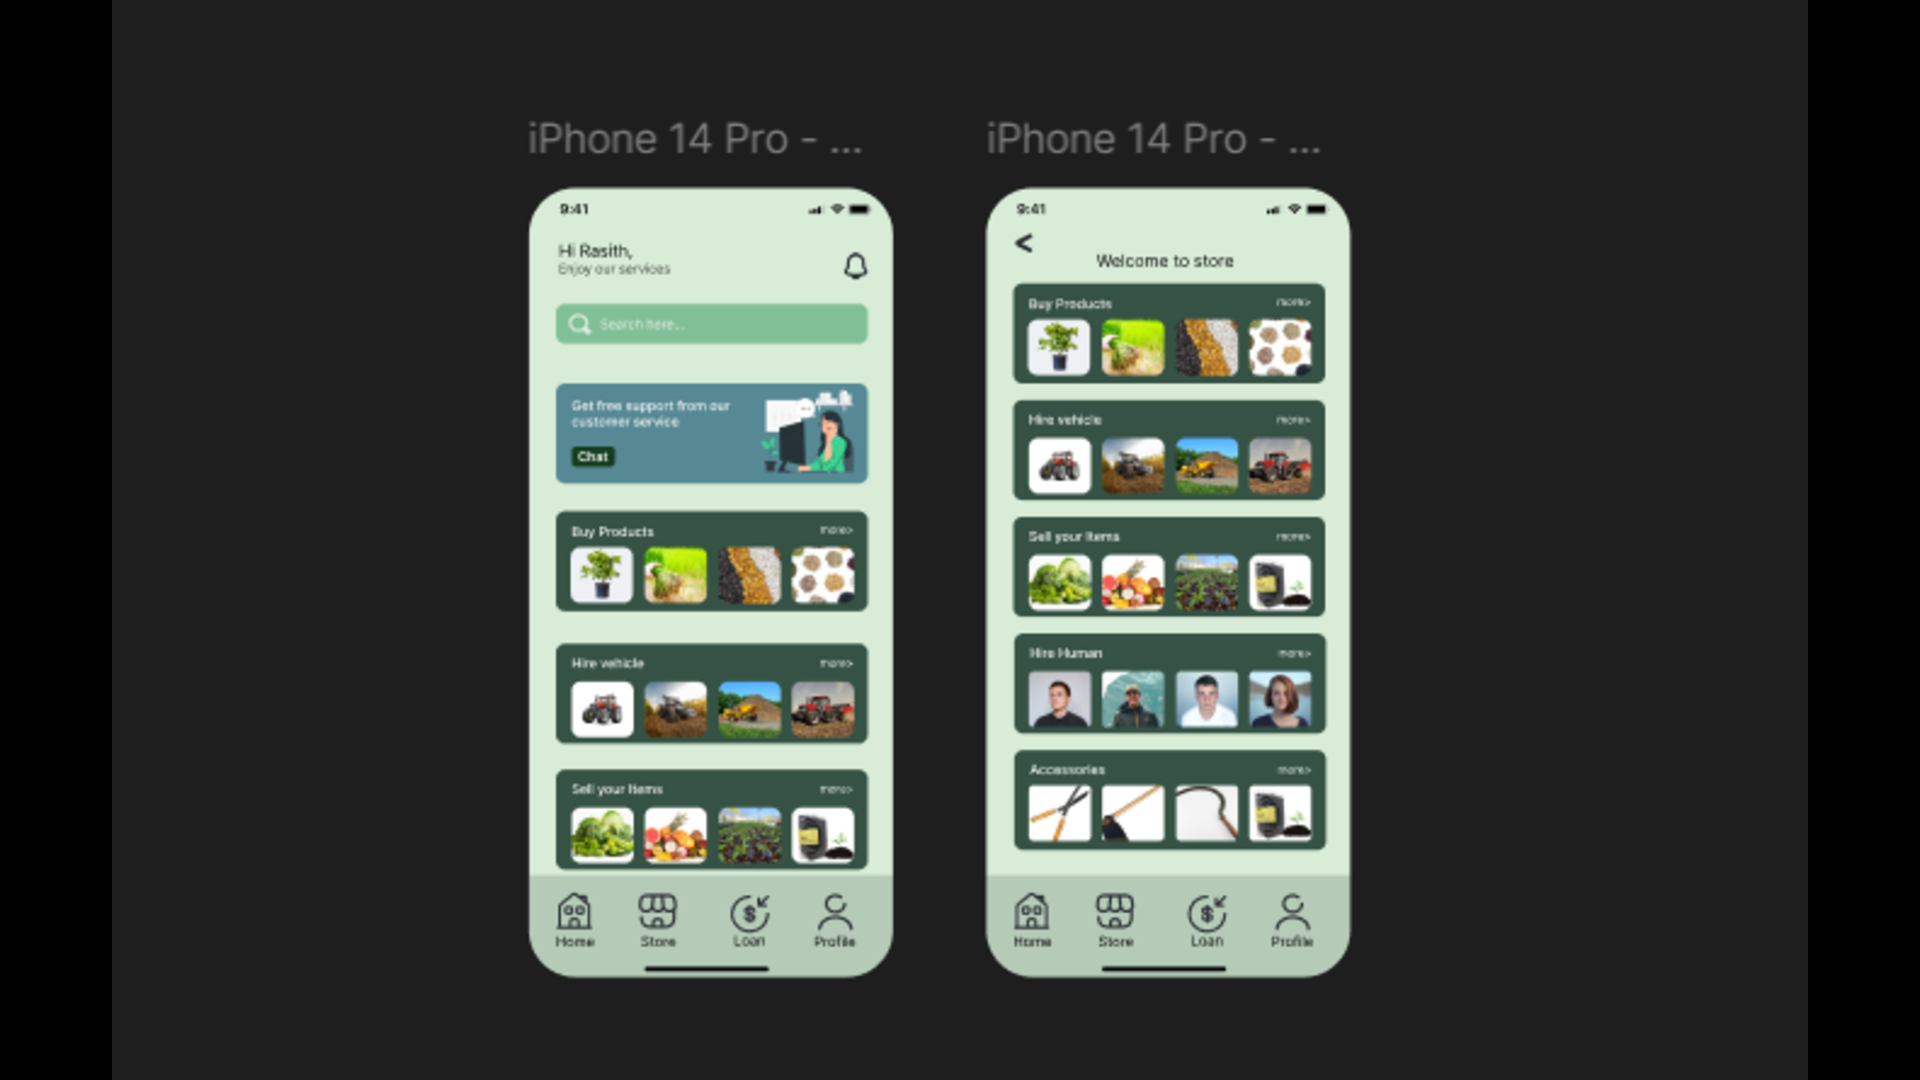 iPhone 14 Pro - ...
9:41
Hi Rasith,
Enjoy our services
Search here...
Get free support from our
customer service
Chat
Buy Products more>
Hire vehicle more>
Sell your Items more>
Home Store Loan Profile
iPhone 14 Pro - ...
9:41
<
Welcome to store
Buy Products more>
Hire vehicle more>
Sell your Items more>
Hire Human more>
Accessories more>
Home Store Loan Profile